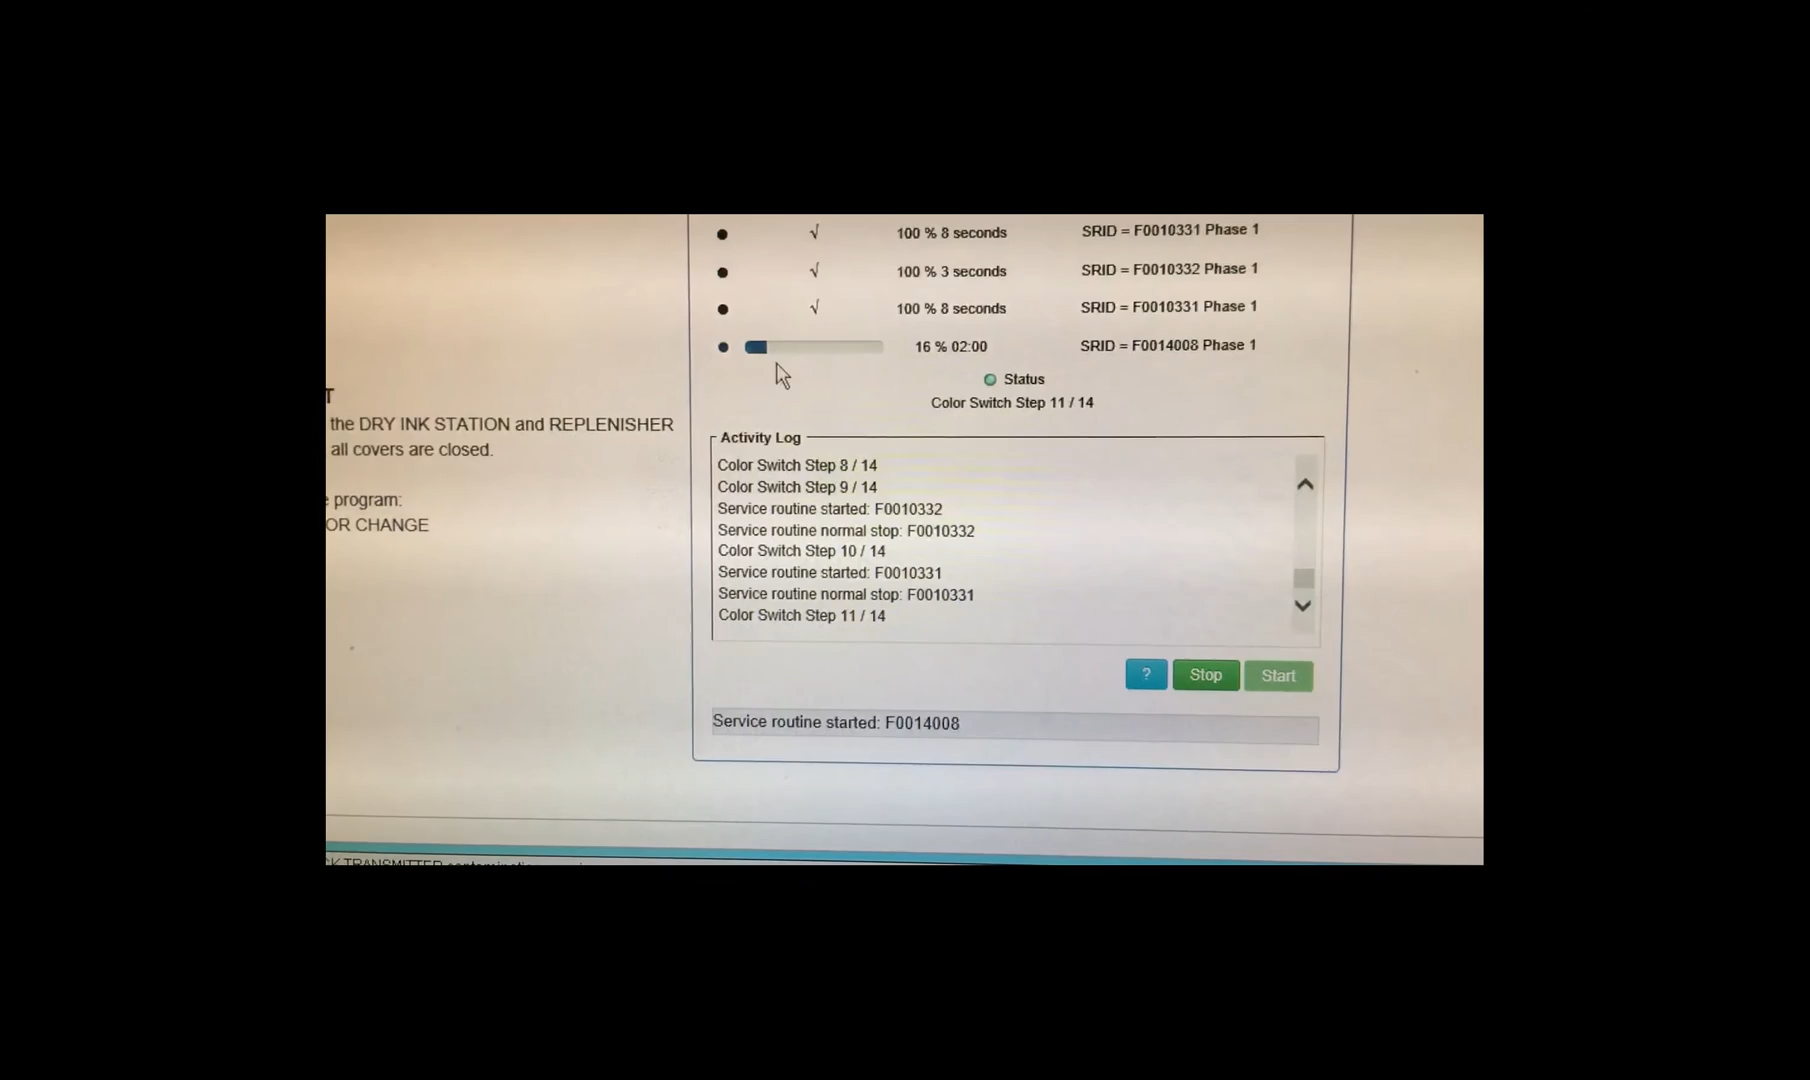 √ 100 % 8 seconds SRID = F0010331 Phase 1
√ 100 % 3 seconds SRID = F0010332 Phase 1
√ 100 % 8 seconds SRID = F0010331 Phase 1
16 % 02:00 SRID = F0014008 Phase 1
Status
Color Switch Step 11 / 14
T
the DRY INK STATION and REPLENISHER
all covers are closed.
program:
OR CHANGE
Activity Log
Color Switch Step 8 / 14
Color Switch Step 9 / 14
Service routine started: F0010332
Service routine normal stop: F0010332
Color Switch Step 10 / 14
Service routine started: F0010331
Service routine normal stop: F0010331
Color Switch Step 11 / 14
? Stop Start
Service routine started: F0014008
TRANSMITTED